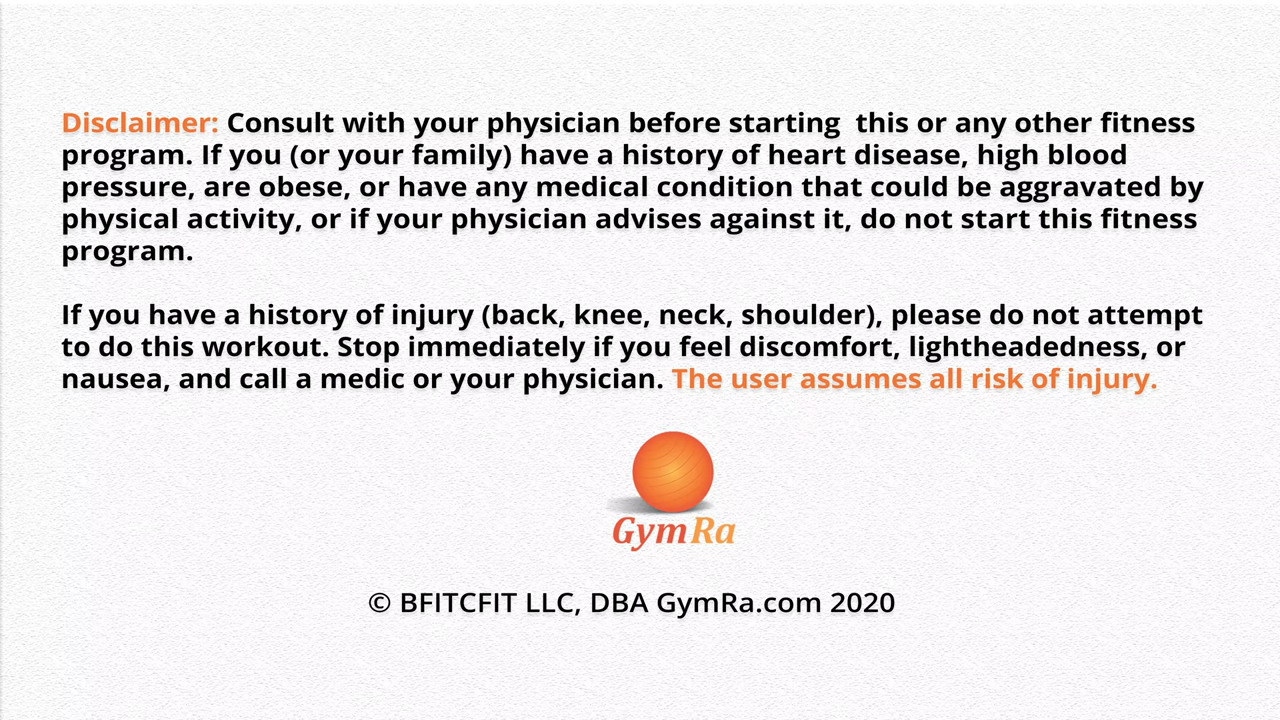 Disclaimer: Consult with your physician before starting  this or any other fitness
program. If you (or your family) have a history of heart disease, high blood
pressure, are obese, or have any medical condition that could be aggravated by
physical activity, or if your physician advises against it, do not start this fitness
program.
If you have a history of injury (back, knee, neck, shoulder), please do not attempt
to do this workout. Stop immediately if you feel discomfort, lightheadedness, or
nausea, and call a medic or your physician. The user assumes all risk of injury.
GymRa
© BFITCFIT LLC, DBA GymRa.com 2020